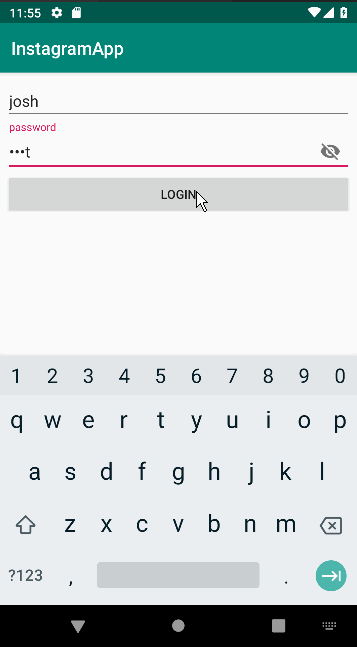 11:55
InstagramApp
josh
password
•••t
LOGIN
1 2 3 4 5 6 7 8 9 0
q w e r t y u i o p
a s d f g h j k l
z x c v b n m
?123 , .